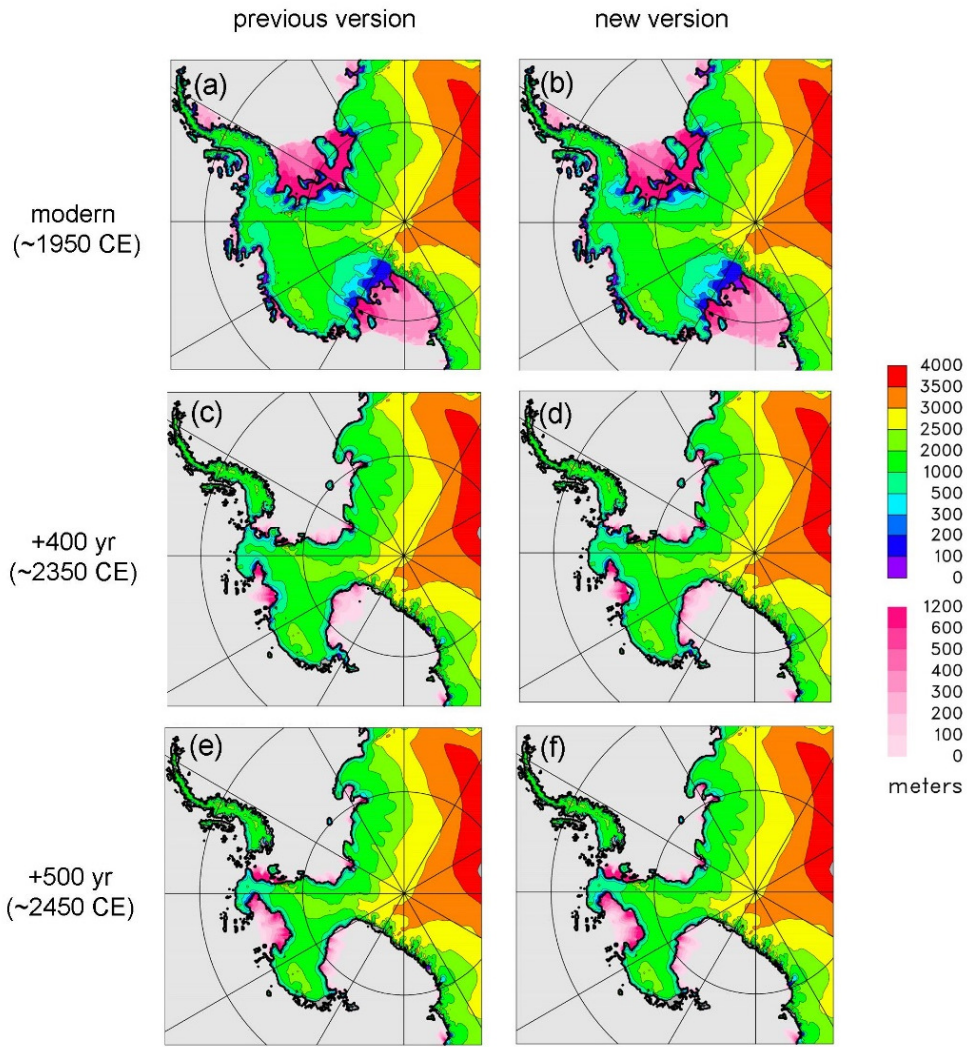 previous version
new version
(a)
(b)
modern
(~1950 CE)
(c)
(d)
+400 yr
(~2350 CE)
(e)
(f)
+500 yr
(~2450 CE)
4000
3500
3000
2500
2000
1000
500
300
200
100
0
1200
600
500
400
300
200
100
0
meters